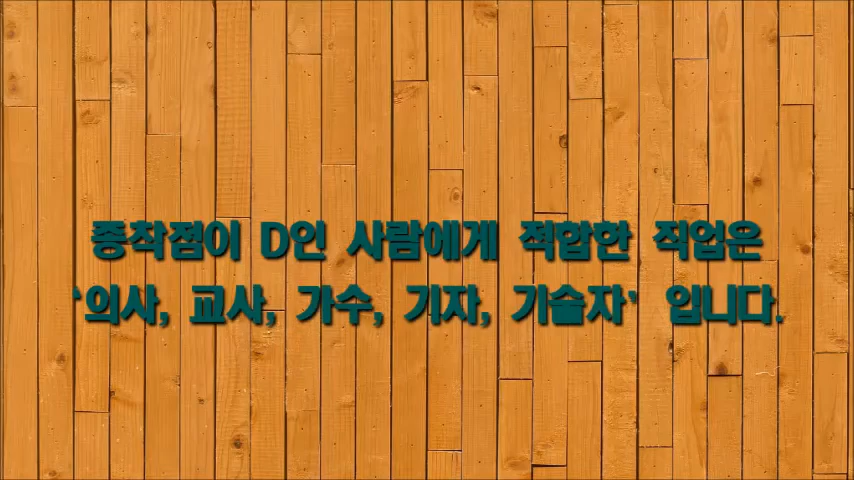 종착점이 D인 사람에게 적합한 직업은
‘의사, 교사, 가수, 기자, 기술자’ 입니다.